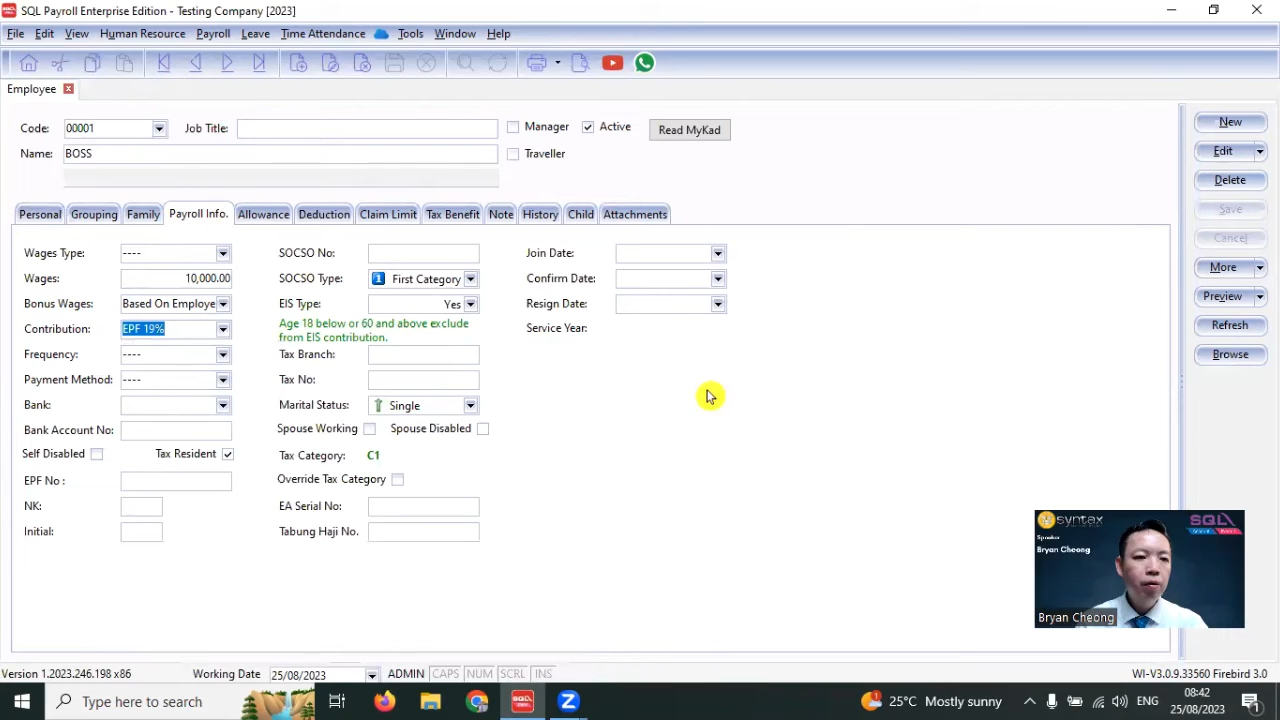 SQL Payroll Enterprise Edition - Testing Company [2023]
File Edit View Human Resource Payroll Leave Time Attendance Tools Window Help
Employee
Code: 00001 Job Title: Manager Active Read MyKad
Name: BOSS Traveller
Personal Grouping Family Payroll Info. Allowance Deduction Claim Limit Tax Benefit Note History Child Attachments
Wages Type: ---- SOCSO No: Join Date:
Wages: 10,000.00 SOCSO Type: First Category Confirm Date:
Bonus Wages: Based On Employe EIS Type: Yes Resign Date:
Contribution: EPF 19% Age 18 below or 60 and above exclude Service Year:
from EIS contribution.
Frequency: ---- Tax Branch:
Payment Method: ---- Tax No:
Bank: Marital Status: Single
Bank Account No: Spouse Working Spouse Disabled
Self Disabled Tax Resident Tax Category: C1
EPF No : Override Tax Category
NK: EA Serial No:
Initial: Tabung Haji No.
New
Edit
Delete
Save
Cancel
More
Preview
Refresh
Browse
syntax SQL
Speaker
Bryan Cheong
Bryan Cheong
Version 1.2023.246.198 x86 Working Date 25/08/2023 ADMIN CAPS NUM SCRL INS WI-V3.0.9.33560 Firebird 3.0
Type here to search 25°C Mostly sunny ENG 08:42
25/08/2023 1